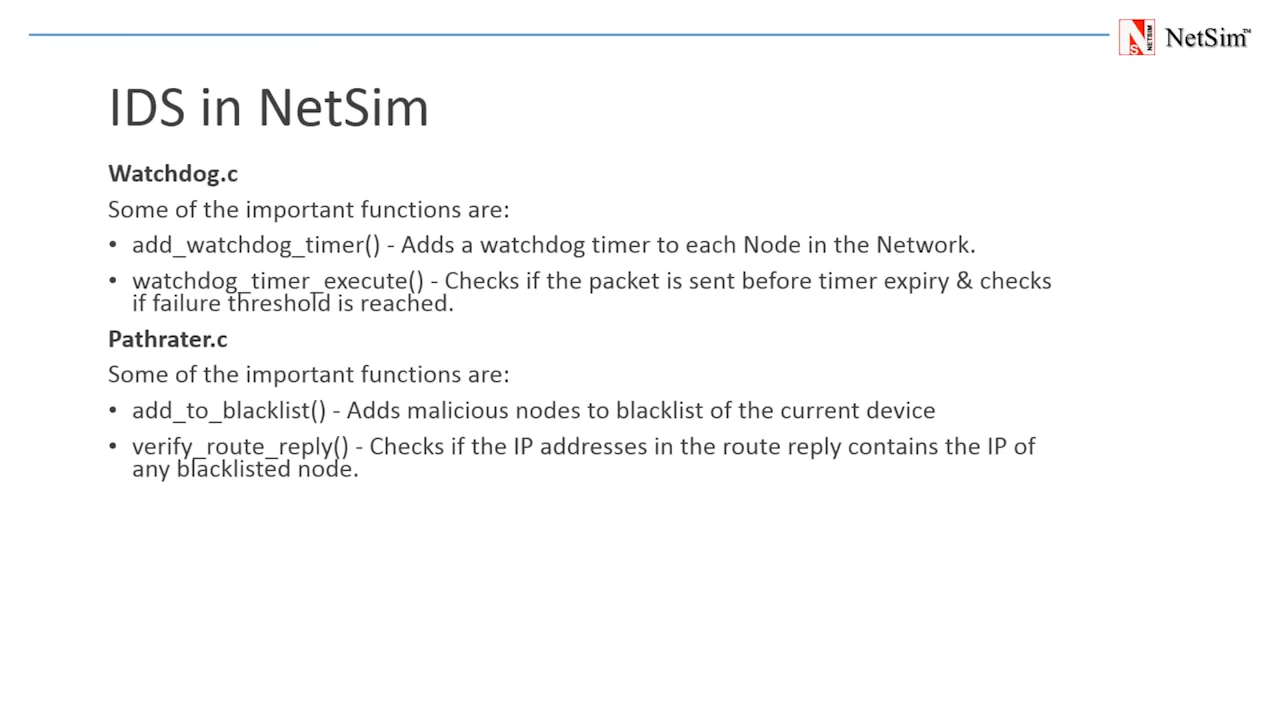 NETSIM
NetSim™
IDS in NetSim
Watchdog.c
Some of the important functions are:
• add_watchdog_timer() - Adds a watchdog timer to each Node in the Network.
• watchdog_timer_execute() - Checks if the packet is sent before timer expiry & checks
if failure threshold is reached.
Pathrater.c
Some of the important functions are:
• add_to_blacklist() - Adds malicious nodes to blacklist of the current device
• verify_route_reply() - Checks if the IP addresses in the route reply contains the IP of
any blacklisted node.